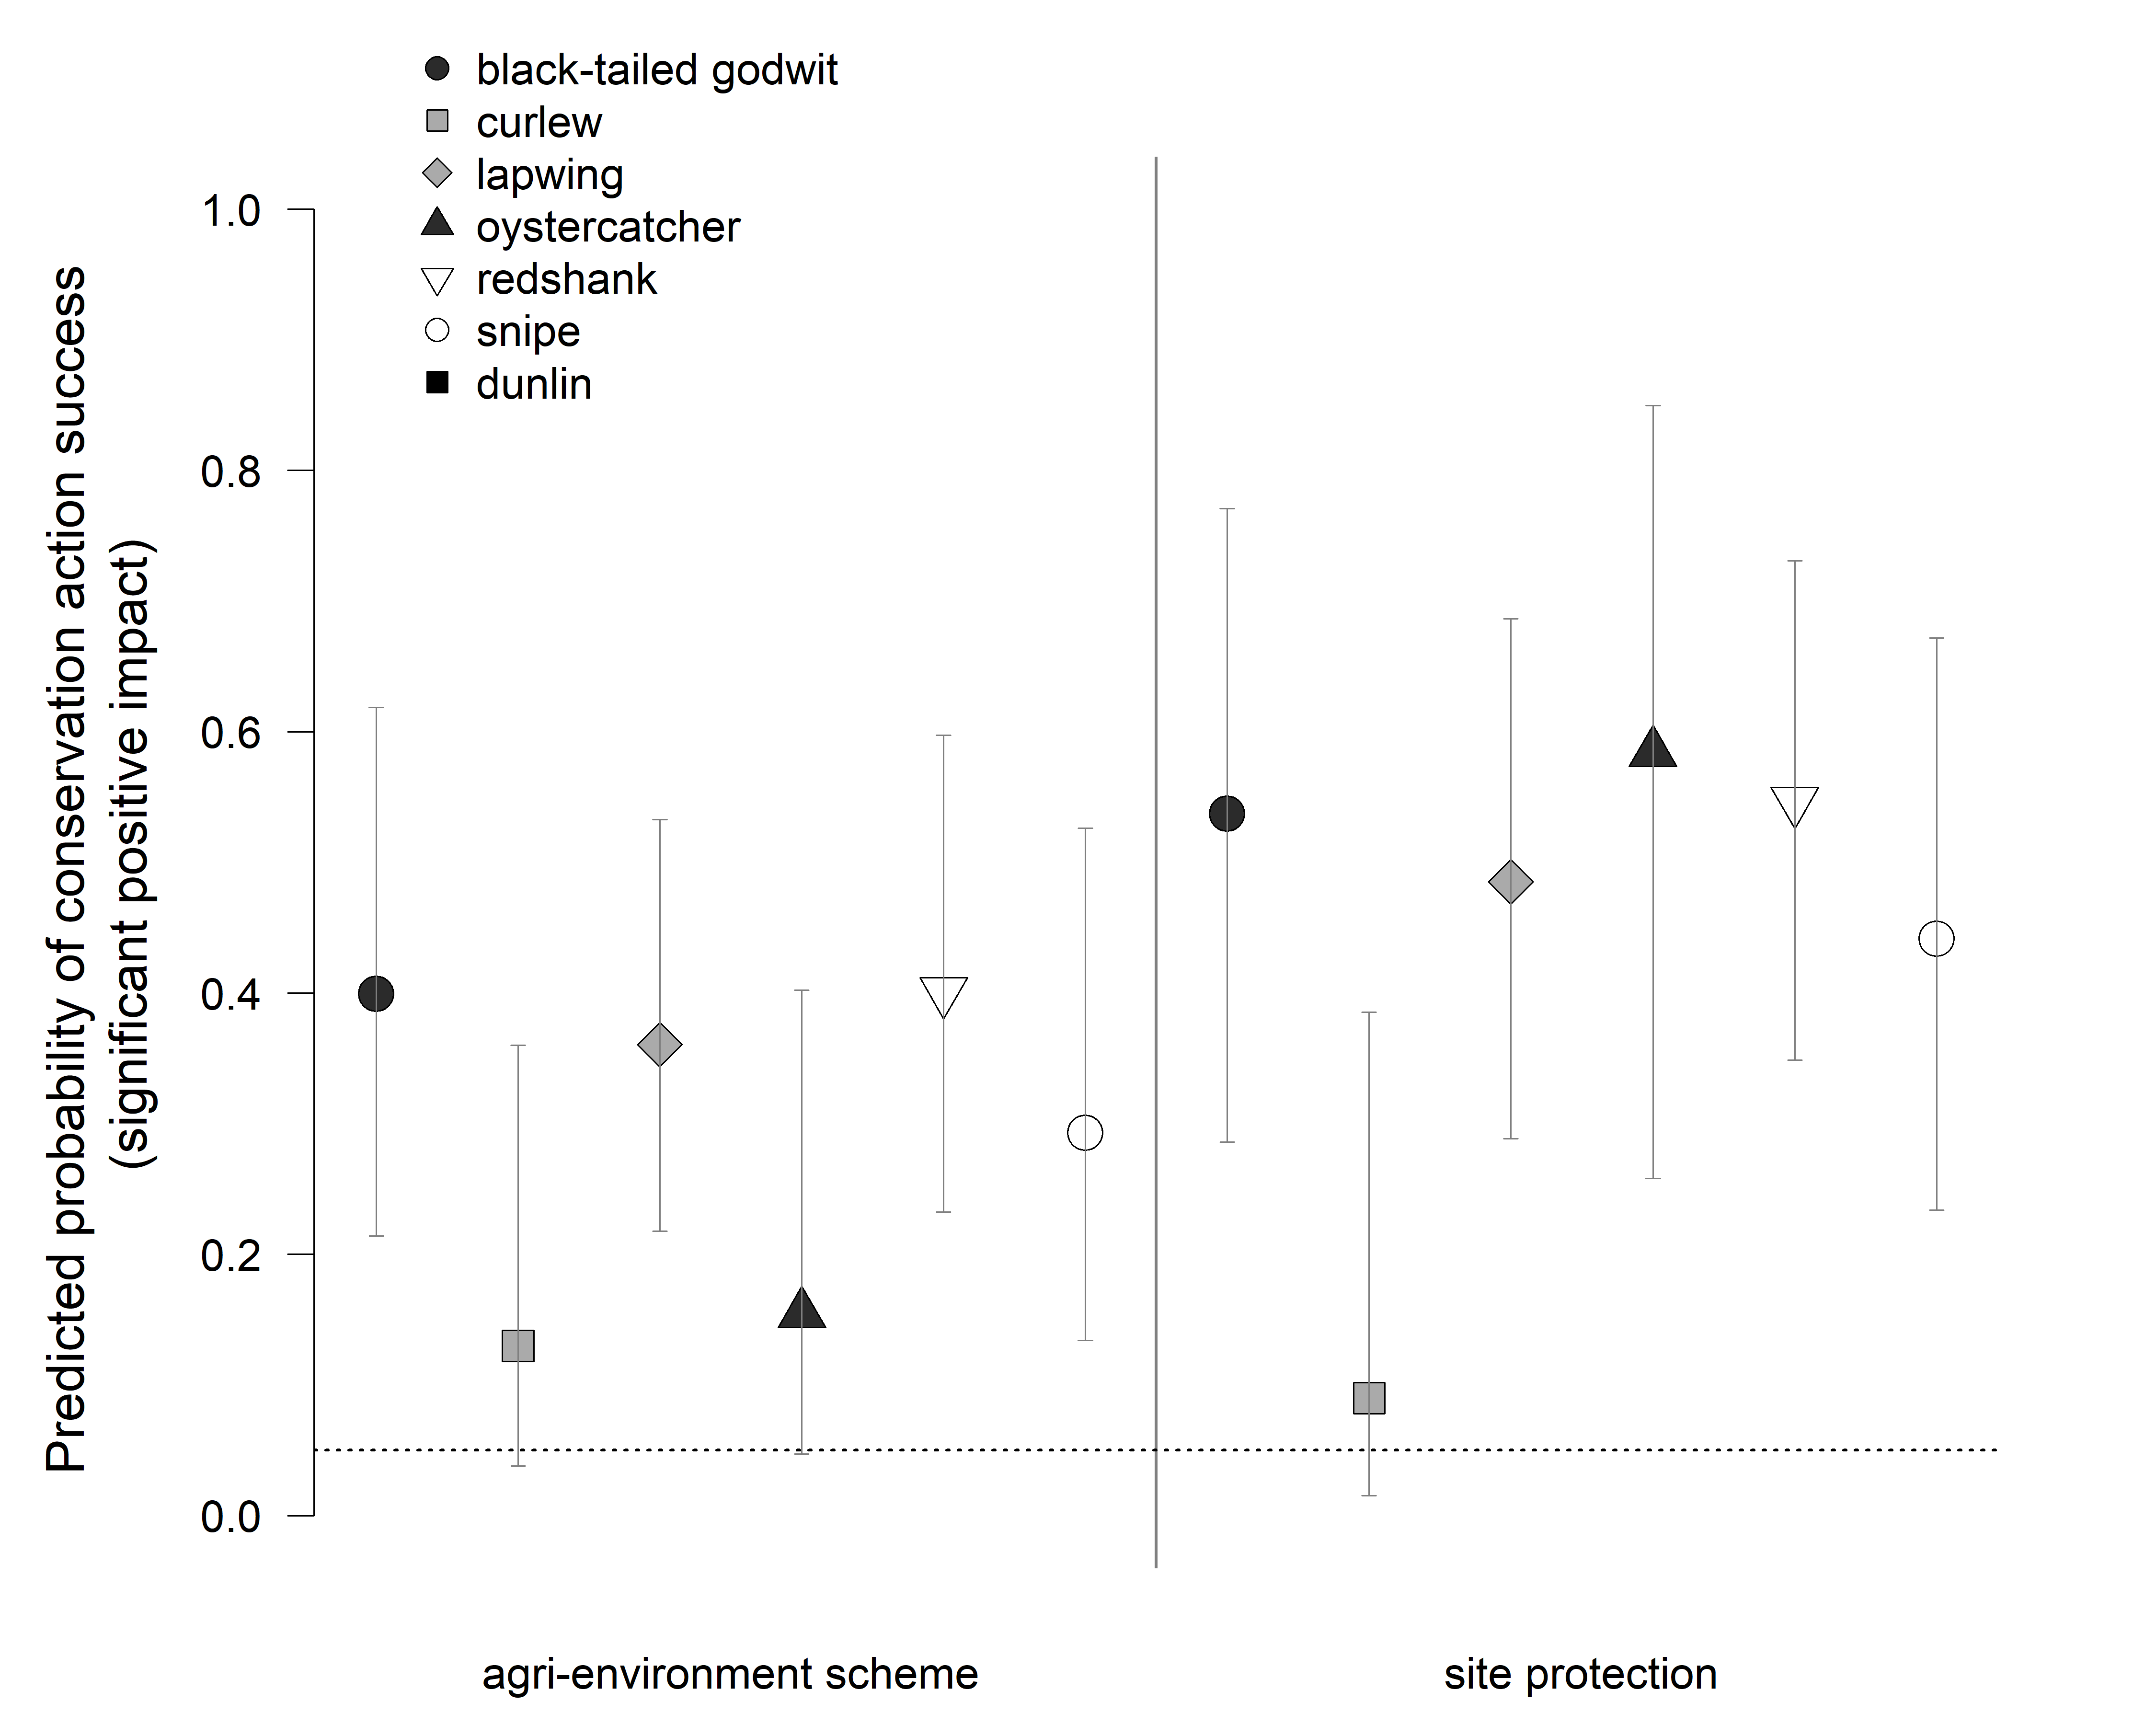 black-tailed godwit
curlew
lapwing
oystercatcher
redshank
snipe
dunlin
Predicted probability of conservation action success
(significant positive impact)
1.0
0.8
0.6
0.4
0.2
0.0
agri-environment scheme
site protection